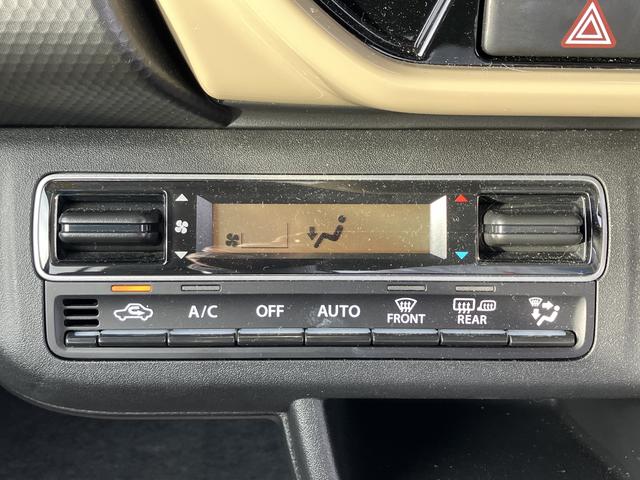 A/C OFF AUTO FRONT REAR